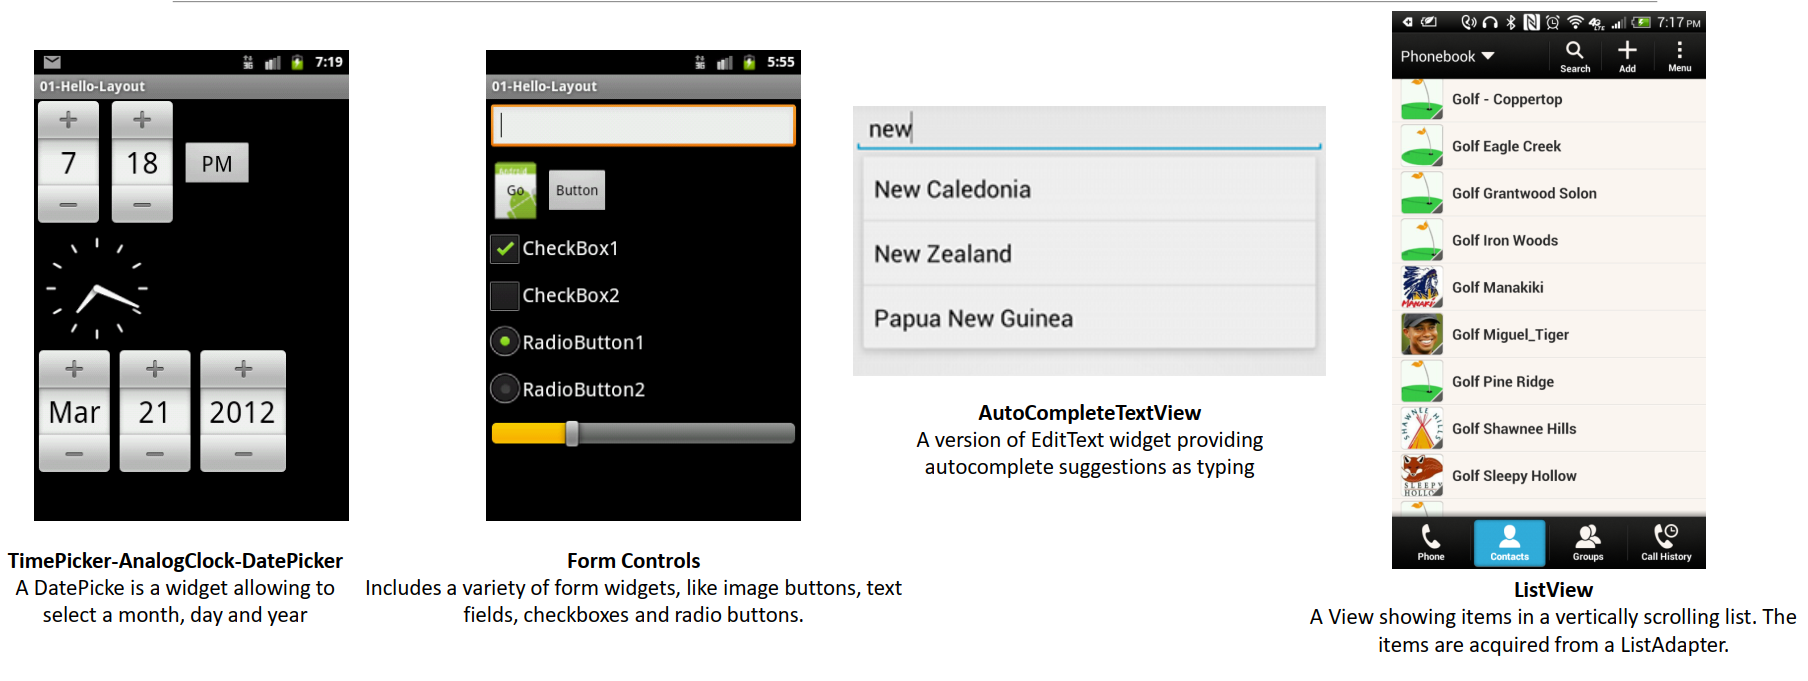 7:19
01-Hello-Layout
+ +
7 18 PM
− −
+ + +
Mar 21 2012
− − −
TimePicker-AnalogClock-DatePicker
A DatePicke is a widget allowing to
select a month, day and year
3G 5:55
01-Hello-Layout
Android
Go Button
CheckBox1
CheckBox2
RadioButton1
RadioButton2
Form Controls
Includes a variety of form widgets, like image buttons, text
fields, checkboxes and radio buttons.
new
New Caledonia
New Zealand
Papua New Guinea
AutoCompleteTextView
A version of EditText widget providing
autocomplete suggestions as typing
7:17 PM
Phonebook Search Add Menu
Golf - Coppertop
Golf Eagle Creek
Golf Grantwood Solon
Golf Iron Woods
Golf Manakiki
Golf Miguel_Tiger
Golf Pine Ridge
SHAWNEE HILLS
Golf Shawnee Hills
Golf Sleepy Hollow
SLEEPY
Phone Contacts Groups Call History
ListView
A View showing items in a vertically scrolling list. The
items are acquired from a ListAdapter.